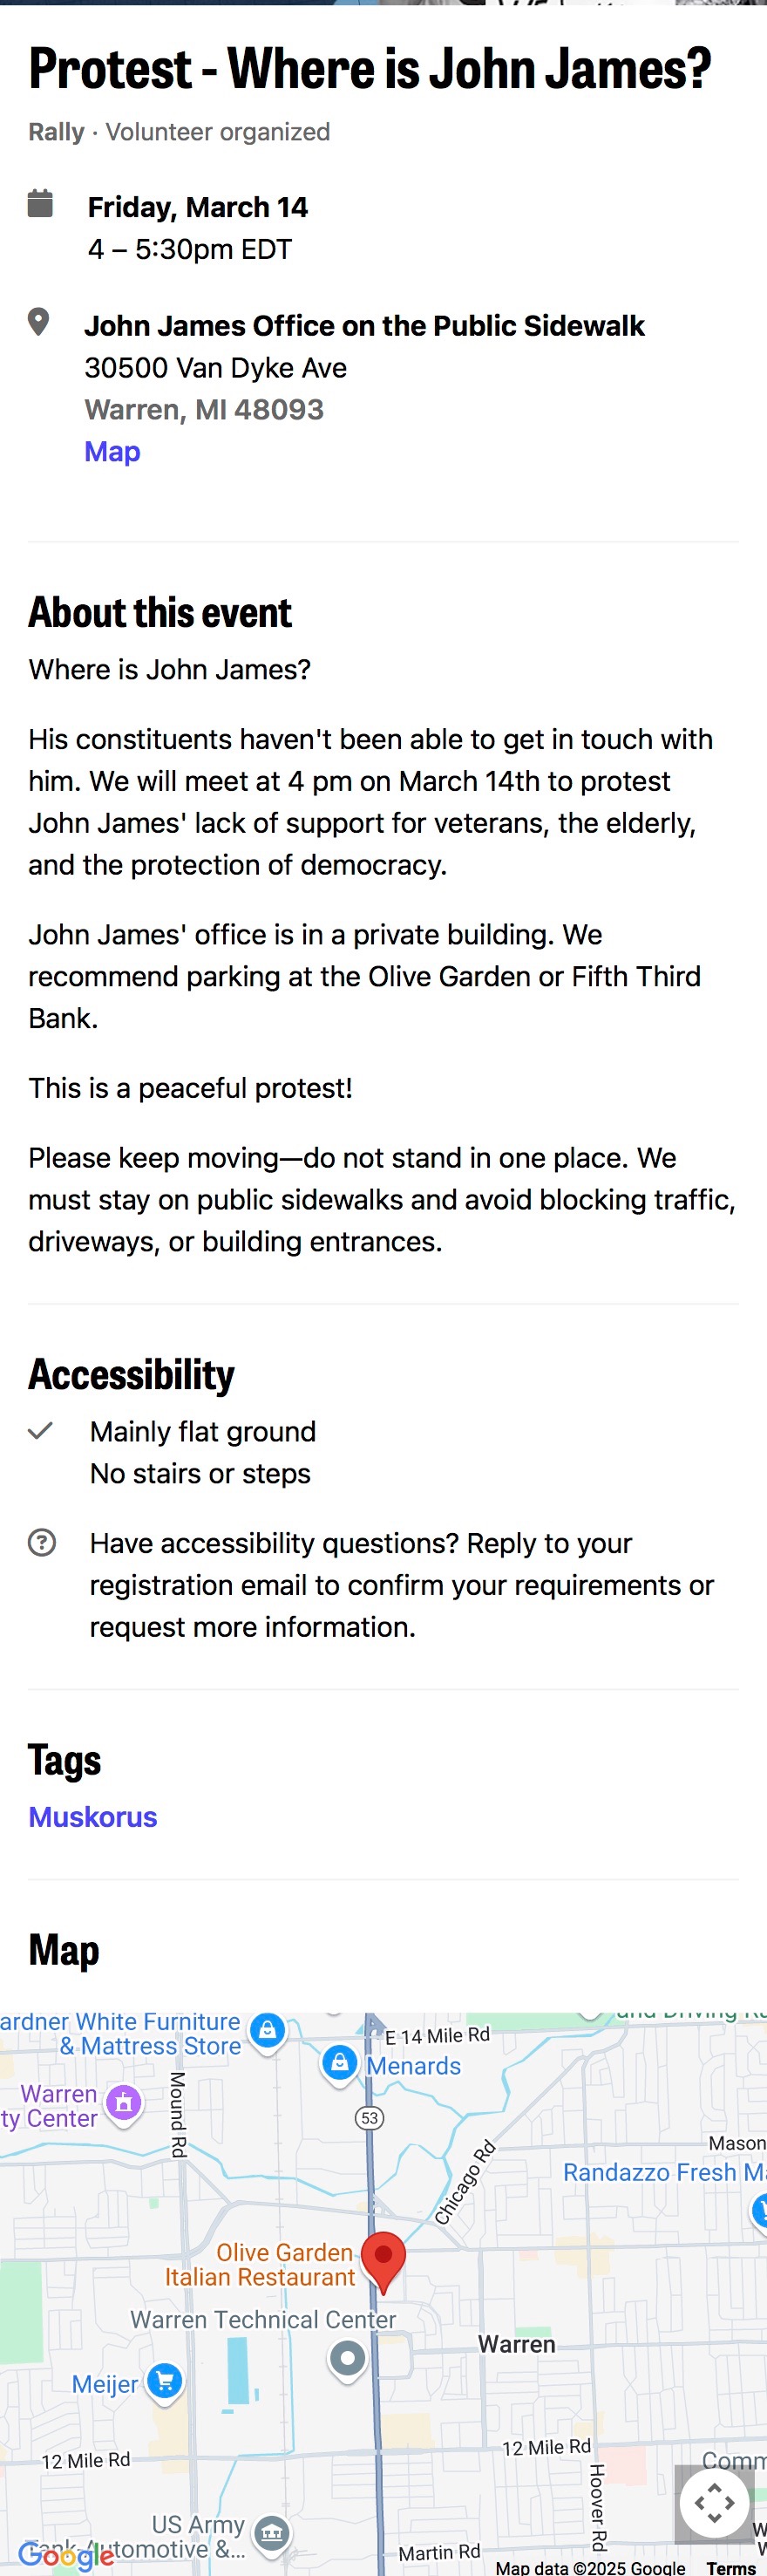 Protest - Where is John James?
Rally · Volunteer organized
Friday, March 14
4 – 5:30pm EDT
John James Office on the Public Sidewalk
30500 Van Dyke Ave
Warren, MI 48093
Map
About this event
Where is John James?
His constituents haven't been able to get in touch with
him. We will meet at 4 pm on March 14th to protest
John James' lack of support for veterans, the elderly,
and the protection of democracy.
John James' office is in a private building. We
recommend parking at the Olive Garden or Fifth Third
Bank.
This is a peaceful protest!
Please keep moving—do not stand in one place. We
must stay on public sidewalks and avoid blocking traffic,
driveways, or building entrances.
Accessibility
Mainly flat ground
No stairs or steps
Have accessibility questions? Reply to your
registration email to confirm your requirements or
request more information.
Tags
Muskorus
Map
ardner White Furniture
& Mattress Store
E 14 Mile Rd
Menards
Warren
ty Center
Mound Rd
53
Mason
Chicago Rd
Randazzo Fresh Ma
Olive Garden
Italian Restaurant
Warren Technical Center
Warren
Meijer
12 Mile Rd
12 Mile Rd
Comm
Hoover Rd
US Army
Tank-Automotive &...
Google
Martin Rd
Map data ©2025 Google
Terms